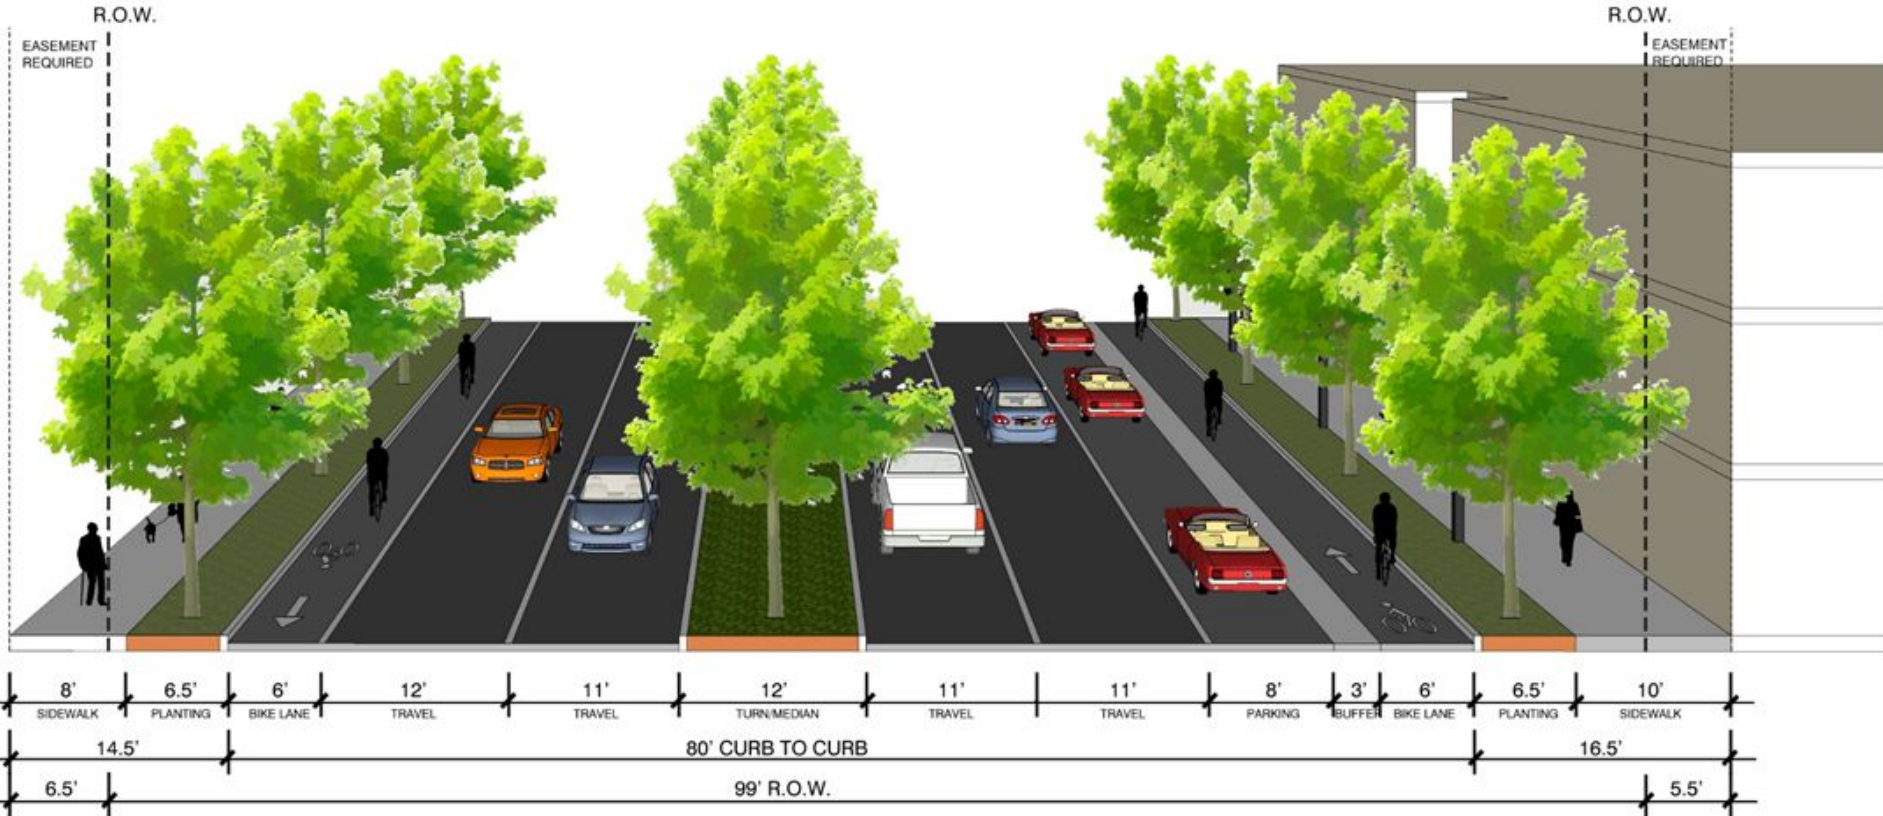 R.O.W.
R.O.W.
EASEMENT
REQUIRED
EASEMENT
REQUIRED
8' 6.5' 6' 12' 11' 12' 11' 11' 8' 3' 6' 6.5' 10'
SIDEWALK PLANTING BIKE LANE TRAVEL TRAVEL TURN/MEDIAN TRAVEL TRAVEL PARKING BUFFER BIKE LANE PLANTING SIDEWALK
14.5' 80' CURB TO CURB 16.5'
6.5' 99' R.O.W. 5.5'